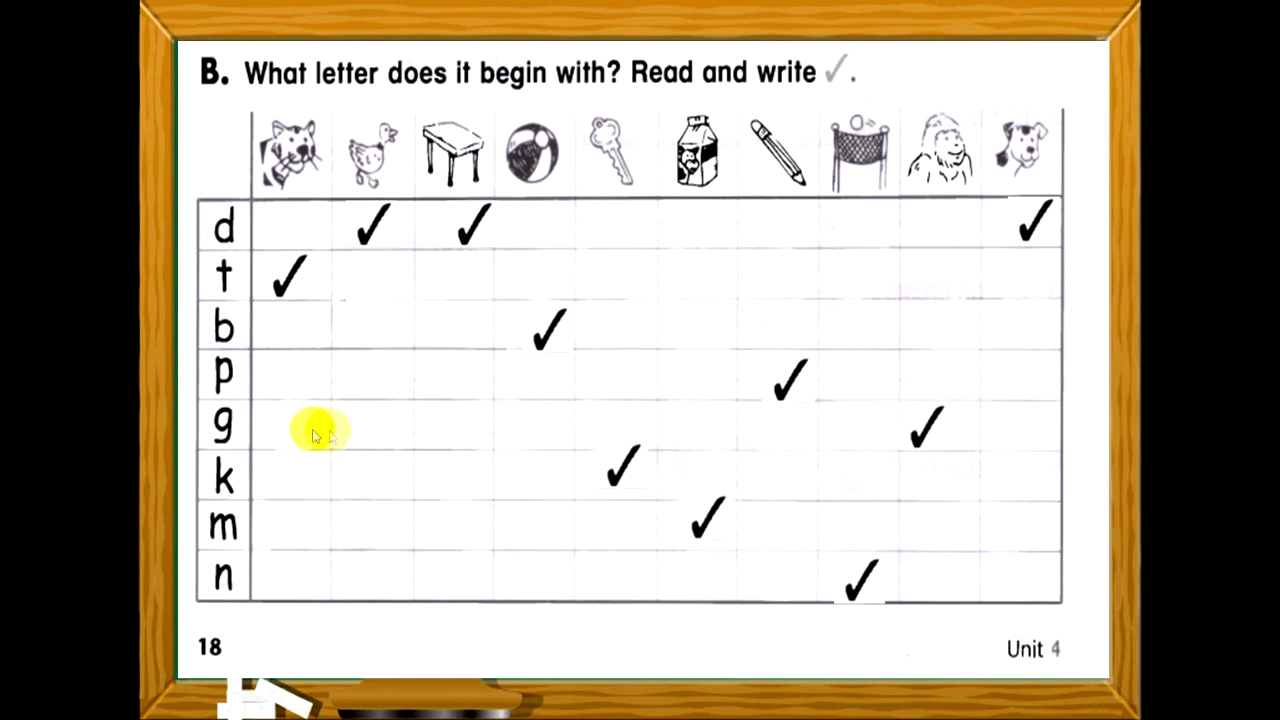 B. What letter does it begin with? Read and write ✓.
d ✓ ✓ ✓
t ✓
b ✓
p ✓
g ✓
k ✓
m ✓
n ✓
18 Unit 4